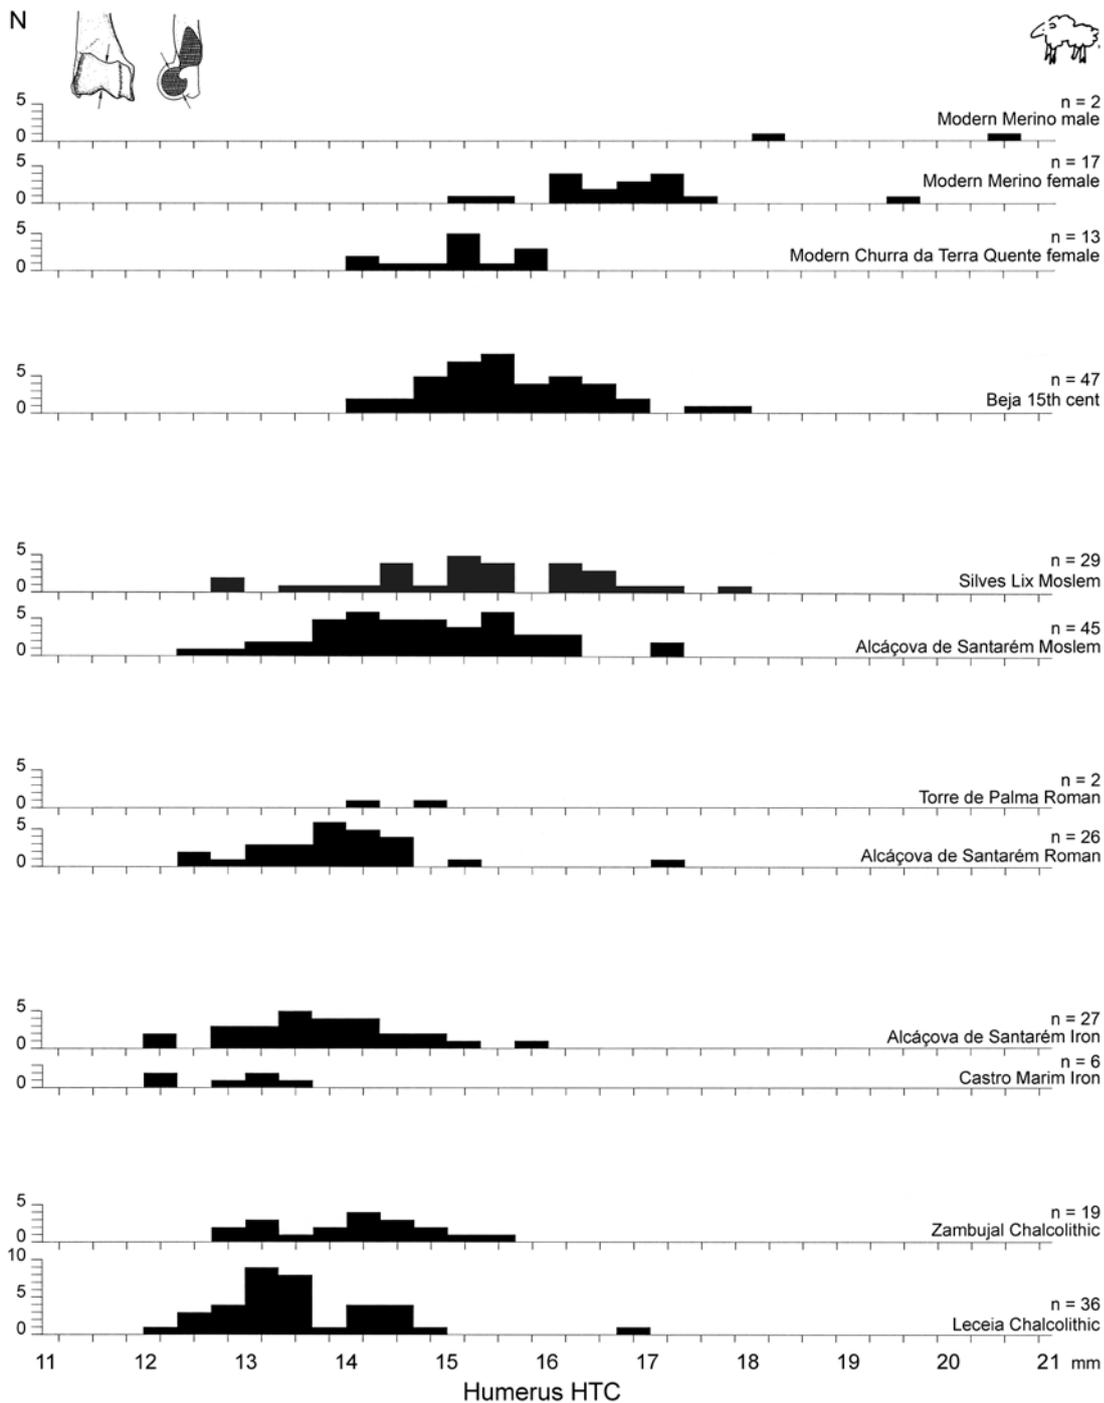 N
5
0
n = 2
Modern Merino male
5
0
n = 17
Modern Merino female
5
0
n = 13
Modern Churra da Terra Quente female
5
0
n = 47
Beja 15th cent
5
0
n = 29
Silves Lix Moslem
5
0
n = 45
Alcáçova de Santarém Moslem
5
0
n = 2
Torre de Palma Roman
5
0
n = 26
Alcáçova de Santarém Roman
5
0
n = 27
Alcáçova de Santarém Iron
0
n = 6
Castro Marim Iron
5
0
n = 19
Zambujal Chalcolithic
10
5
0
n = 36
Leceia Chalcolithic
11 12 13 14 15 16 17 18 19 20 21 mm
Humerus HTC